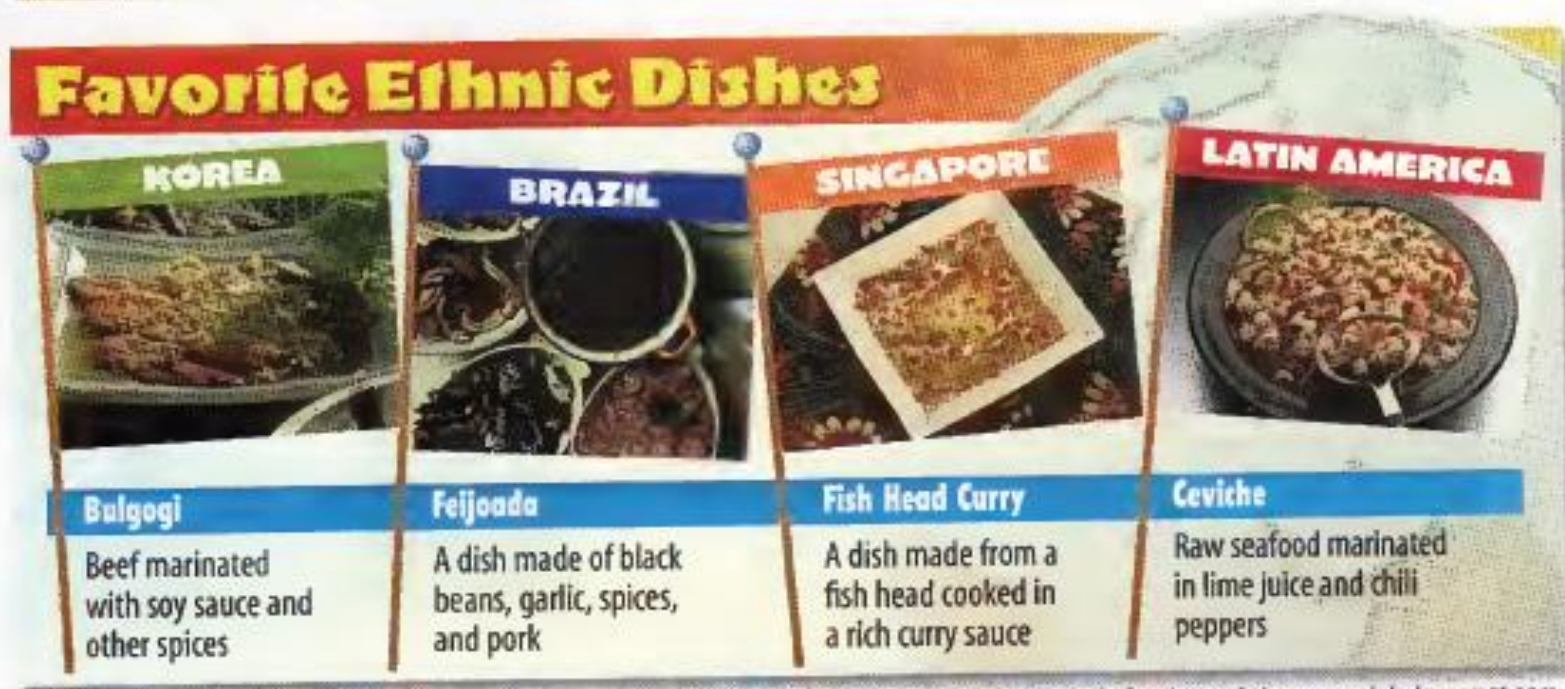 Favorite Ethnic Dishes
KOREA
BRAZIL
SINGAPORE
LATIN AMERICA
Bulgogi
Beef marinated
with soy sauce and
other spices
Feijoada
A dish made of black
beans, garlic, spices,
and pork
Fish Head Curry
A dish made from a
fish head cooked in
a rich curry sauce
Ceviche
Raw seafood marinated
in lime juice and chili
peppers